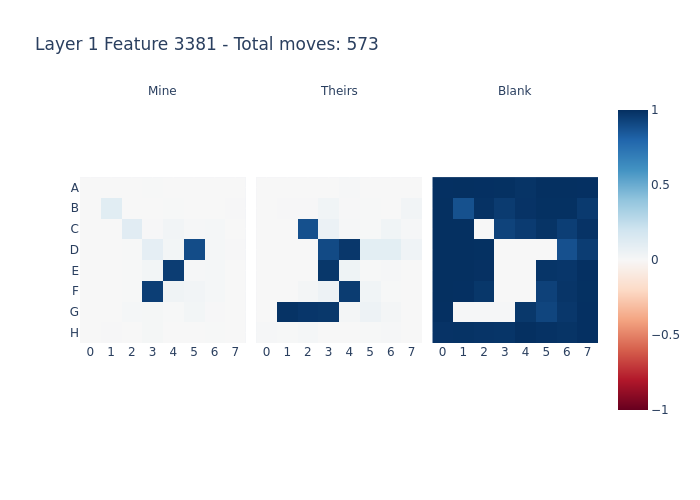 Layer 1 Feature 3381 - Total moves: 573
Mine Theirs Blank
A
B
C
D
E
F
G
H
0 1 2 3 4 5 6 7 0 1 2 3 4 5 6 7 0 1 2 3 4 5 6 7
1
0.5
0
−0.5
−1